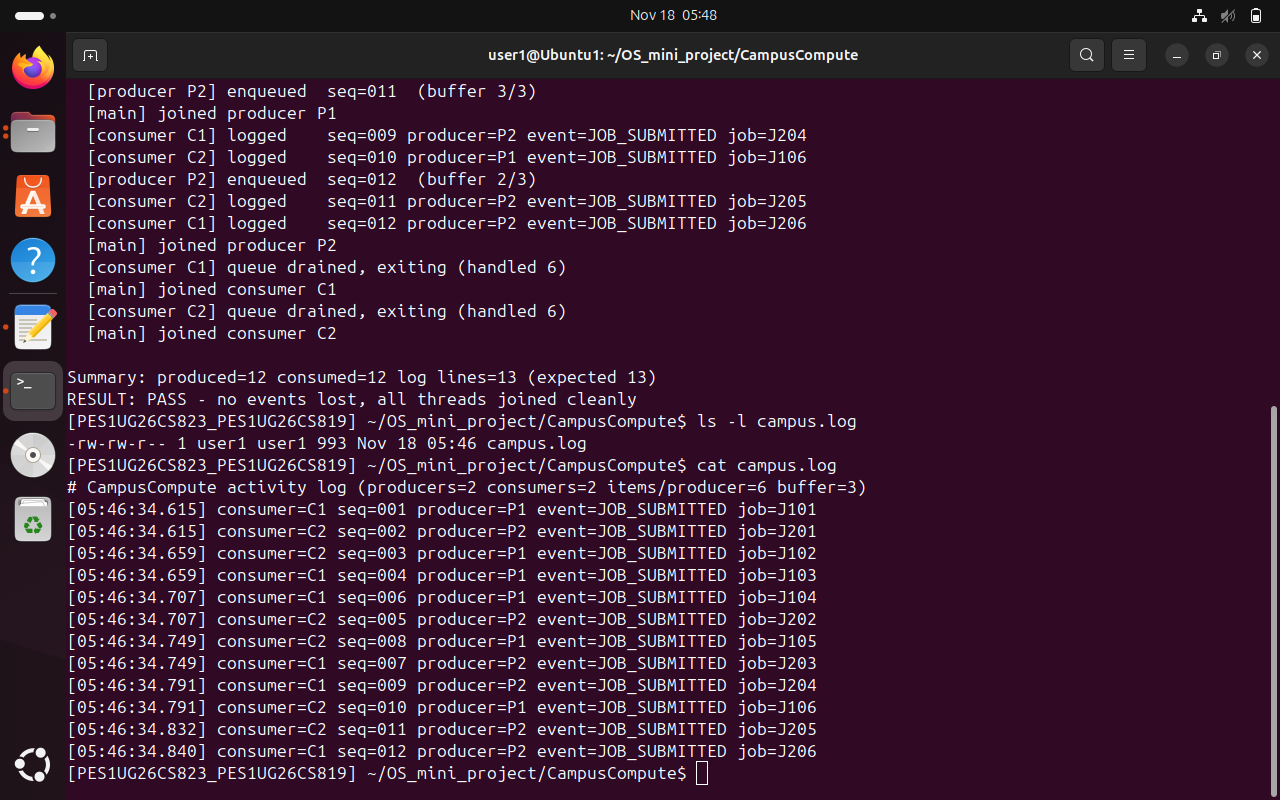 Nov 18 05:48
user1@Ubuntu1: ~/OS_mini_project/CampusCompute
[producer P2] enqueued  seq=011  (buffer 3/3)
[main] joined producer P1
[consumer C1] logged    seq=009 producer=P2 event=JOB_SUBMITTED job=J204
[consumer C2] logged    seq=010 producer=P1 event=JOB_SUBMITTED job=J106
[producer P2] enqueued  seq=012  (buffer 2/3)
[consumer C2] logged    seq=011 producer=P2 event=JOB_SUBMITTED job=J205
[consumer C1] logged    seq=012 producer=P2 event=JOB_SUBMITTED job=J206
[main] joined producer P2
[consumer C1] queue drained, exiting (handled 6)
[main] joined consumer C1
[consumer C2] queue drained, exiting (handled 6)
[main] joined consumer C2
Summary: produced=12 consumed=12 log lines=13 (expected 13)
RESULT: PASS - no events lost, all threads joined cleanly
[PES1UG26CS823_PES1UG26CS819] ~/OS_mini_project/CampusCompute$ ls -l campus.log
-rw-rw-r-- 1 user1 user1 993 Nov 18 05:46 campus.log
[PES1UG26CS823_PES1UG26CS819] ~/OS_mini_project/CampusCompute$ cat campus.log
# CampusCompute activity log (producers=2 consumers=2 items/producer=6 buffer=3)
[05:46:34.615] consumer=C1 seq=001 producer=P1 event=JOB_SUBMITTED job=J101
[05:46:34.615] consumer=C2 seq=002 producer=P2 event=JOB_SUBMITTED job=J201
[05:46:34.659] consumer=C2 seq=003 producer=P1 event=JOB_SUBMITTED job=J102
[05:46:34.659] consumer=C1 seq=004 producer=P1 event=JOB_SUBMITTED job=J103
[05:46:34.707] consumer=C1 seq=006 producer=P1 event=JOB_SUBMITTED job=J104
[05:46:34.707] consumer=C2 seq=005 producer=P2 event=JOB_SUBMITTED job=J202
[05:46:34.749] consumer=C2 seq=008 producer=P1 event=JOB_SUBMITTED job=J105
[05:46:34.749] consumer=C1 seq=007 producer=P2 event=JOB_SUBMITTED job=J203
[05:46:34.791] consumer=C1 seq=009 producer=P2 event=JOB_SUBMITTED job=J204
[05:46:34.791] consumer=C2 seq=010 producer=P1 event=JOB_SUBMITTED job=J106
[05:46:34.832] consumer=C2 seq=011 producer=P2 event=JOB_SUBMITTED job=J205
[05:46:34.840] consumer=C1 seq=012 producer=P2 event=JOB_SUBMITTED job=J206
[PES1UG26CS823_PES1UG26CS819] ~/OS_mini_project/CampusCompute$